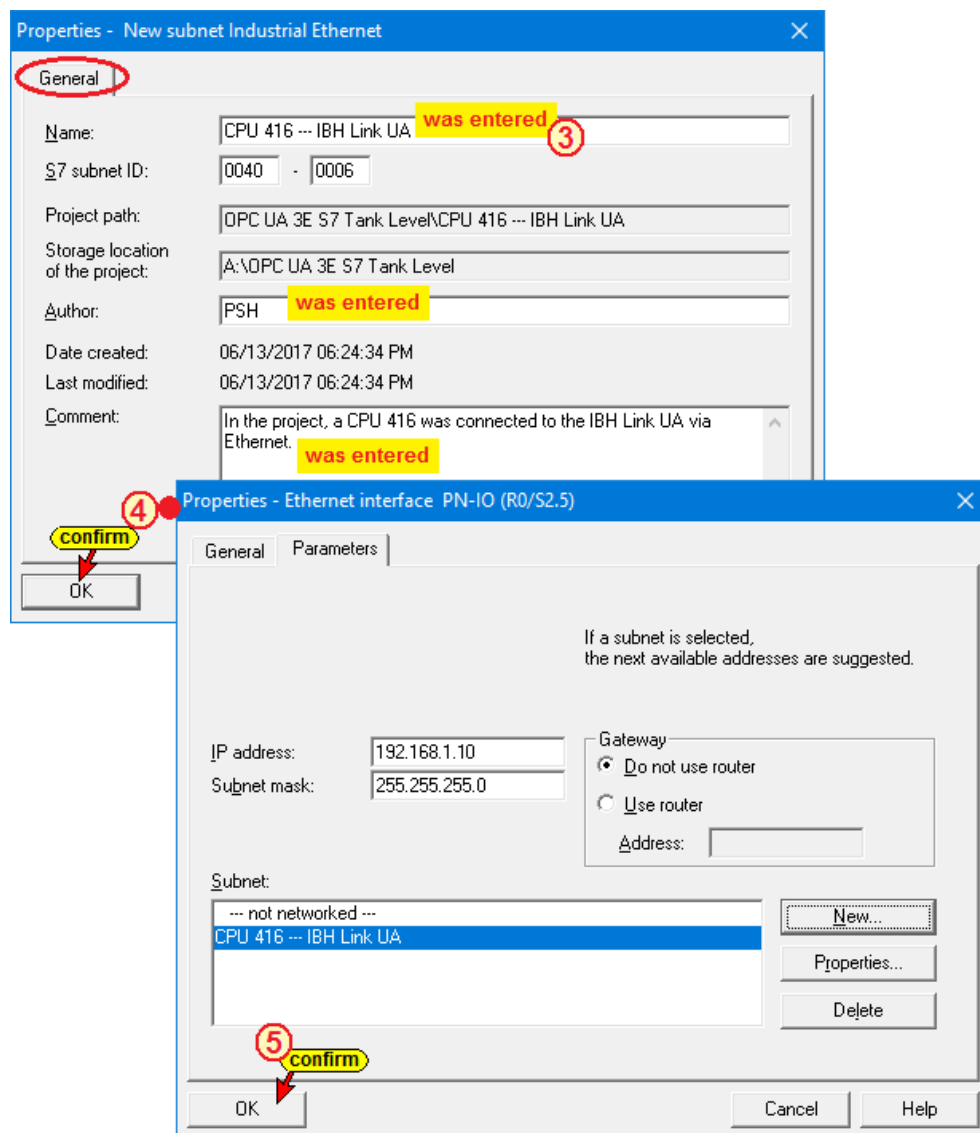 Properties - New subnet Industrial Ethernet
General
Name: CPU 416 --- IBH Link UA was entered 3
S7 subnet ID: 0040 - 0006
Project path: OPC UA 3E S7 Tank Level\CPU 416 --- IBH Link UA
Storage location
of the project: A:\OPC UA 3E S7 Tank Level
Author: PSH was entered
Date created: 06/13/2017 06:24:34 PM
Last modified: 06/13/2017 06:24:34 PM
Comment: In the project, a CPU 416 was connected to the IBH Link UA via
Ethernet.
was entered
4
confirm
OK
Properties - Ethernet interface PN-IO (R0/S2.5)
General Parameters
If a subnet is selected,
the next available addresses are suggested.
IP address: 192.168.1.10
Subnet mask: 255.255.255.0
Gateway
Do not use router
Use router
Address:
Subnet:
--- not networked ---
CPU 416 --- IBH Link UA
New...
Properties...
Delete
5
confirm
OK Cancel Help